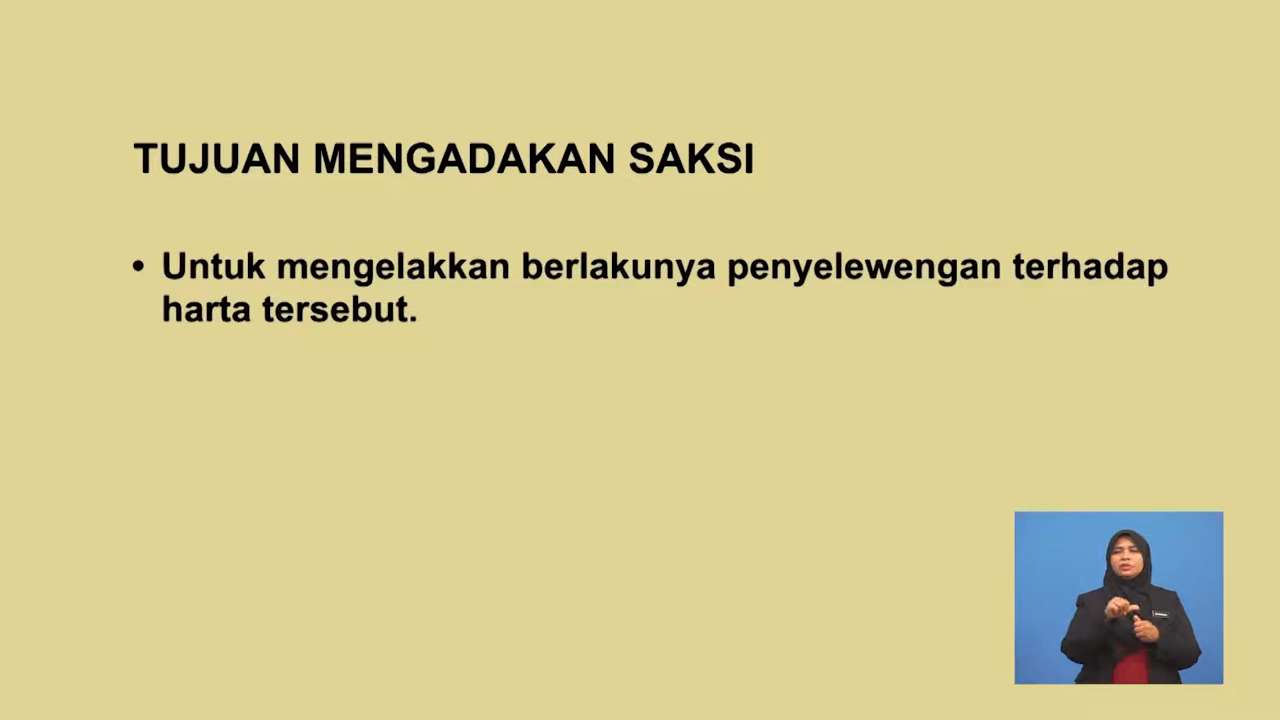 TUJUAN MENGADAKAN SAKSI
• Untuk mengelakkan berlakunya penyelewengan terhadap
harta tersebut.